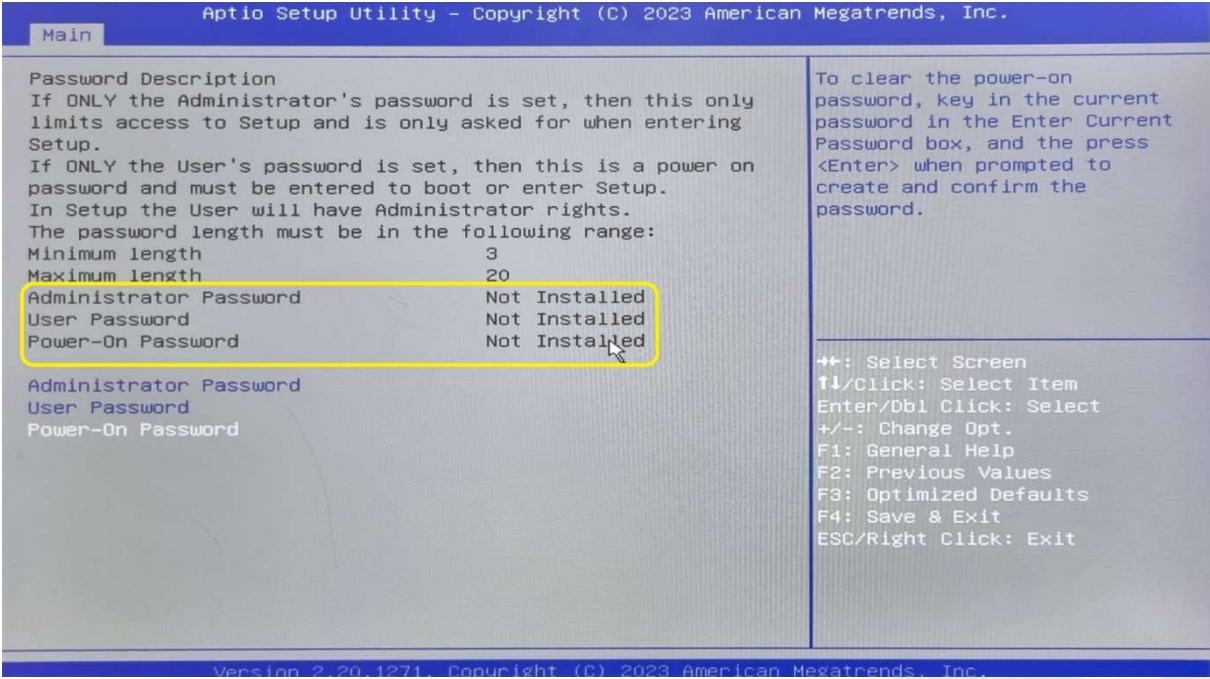 Aptio Setup Utility – Copyright (C) 2023 American Megatrends, Inc.
Main
Password Description
If ONLY the Administrator's password is set, then this only
limits access to Setup and is only asked for when entering
Setup.
If ONLY the User's password is set, then this is a power on
password and must be entered to boot or enter Setup.
In Setup the User will have Administrator rights.
The password length must be in the following range:
Minimum length 3
Maximum length 20
Administrator Password Not Installed
User Password Not Installed
Power-On Password Not Installed
Administrator Password
User Password
Power-On Password
To clear the power-on
password, key in the current
password in the Enter Current
Password box, and the press
<Enter> when prompted to
create and confirm the
password.
→←: Select Screen
↑↓/Click: Select Item
Enter/Dbl Click: Select
+/-: Change Opt.
F1: General Help
F2: Previous Values
F3: Optimized Defaults
F4: Save & Exit
ESC/Right Click: Exit
Version 2.20.1271. Copyright (C) 2023 American Megatrends, Inc.